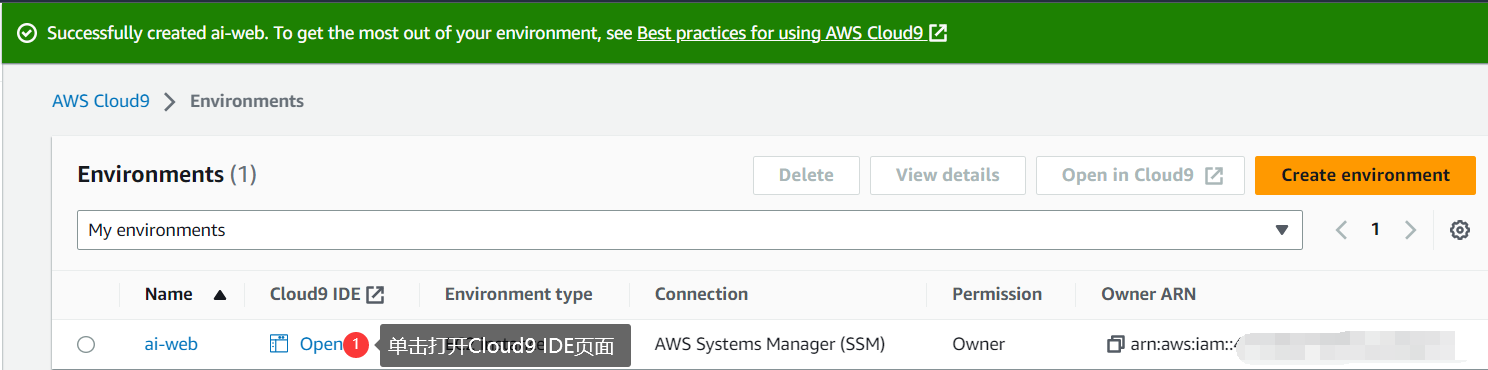 Successfully created ai-web. To get the most out of your environment, see Best practices for using AWS Cloud9
AWS Cloud9 > Environments
Environments (1) Delete View details Open in Cloud9 Create environment
My environments 1
Name Cloud9 IDE Environment type Connection Permission Owner ARN
ai-web Open 1 单击打开Cloud9 IDE页面 AWS Systems Manager (SSM) Owner arn:aws:iam::